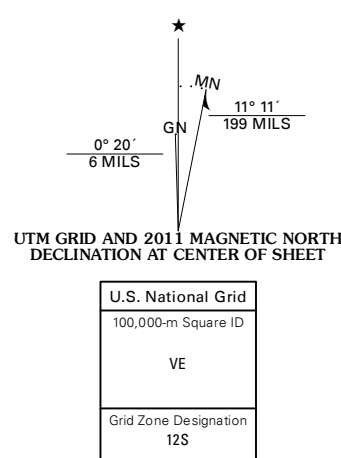 ★
MN
GN
11° 11´
199 MILS
0° 20´
6 MILS
UTM GRID AND 2011 MAGNETIC NORTH
DECLINATION AT CENTER OF SHEET
U.S. National Grid
100,000-m Square ID
VE
Grid Zone Designation
12S